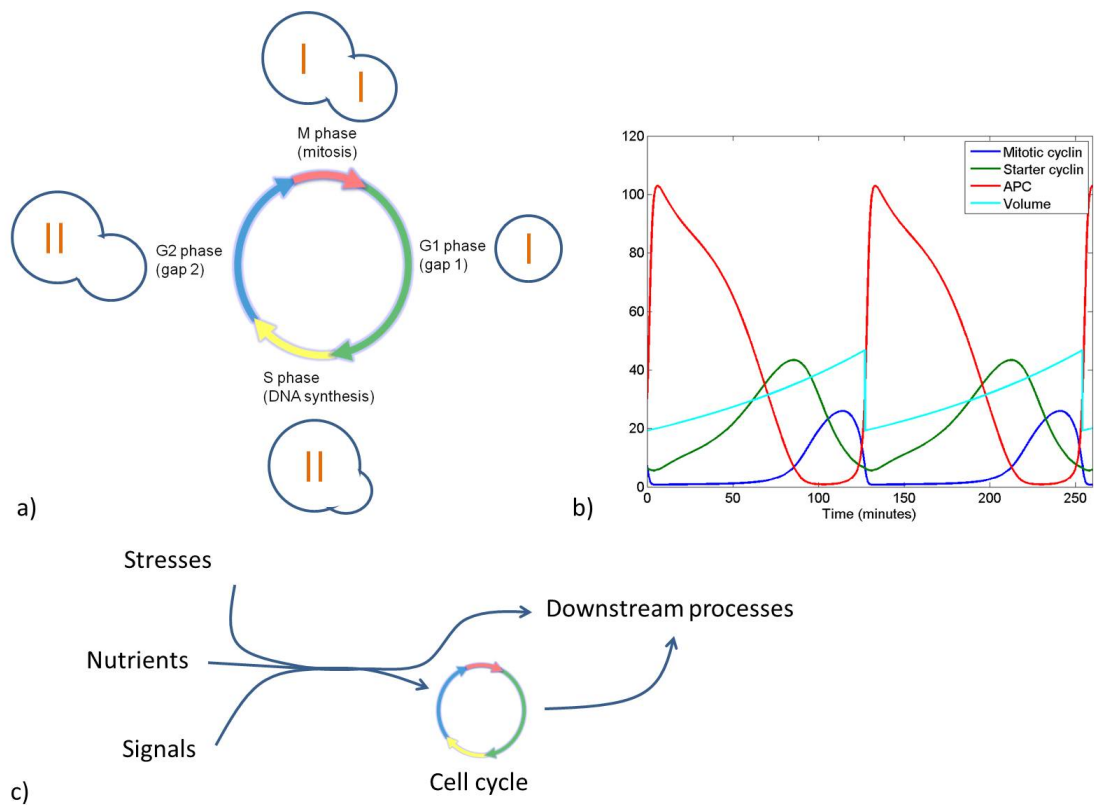 M phase
(mitosis)
G2 phase
(gap 2)
G1 phase
(gap 1)
S phase
(DNA synthesis)
a)
120
100
80
60
40
20
0
0
50
100
150
200
250
Time (minutes)
Mitotic cyclin
Starter cyclin
APC
Volume
b)
Stresses
Nutrients
Signals
Downstream processes
Cell cycle
c)